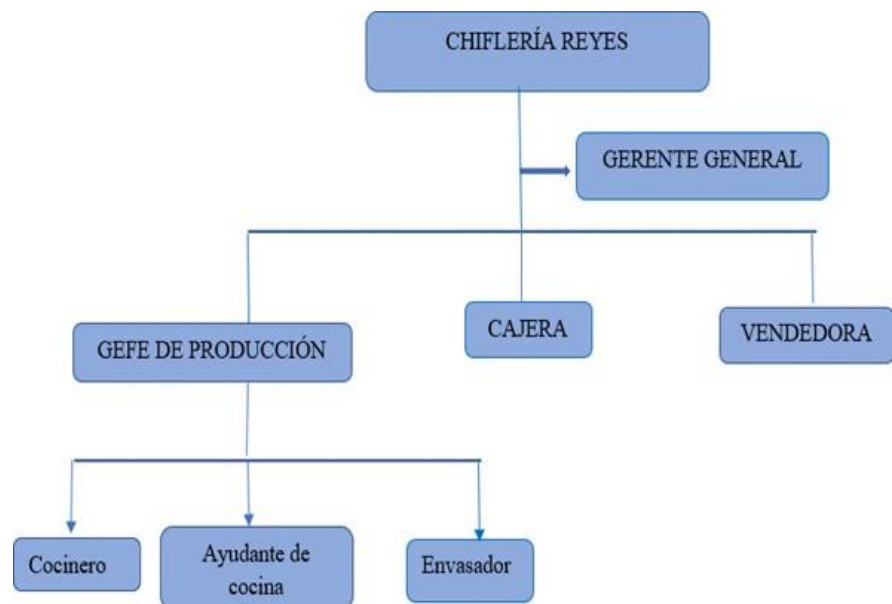 CHIFLERÍA REYES
GERENTE GENERAL
GEFE DE PRODUCCIÓN
CAJERA
VENDEDORA
Cocinero
Ayudante de
cocina
Envasador